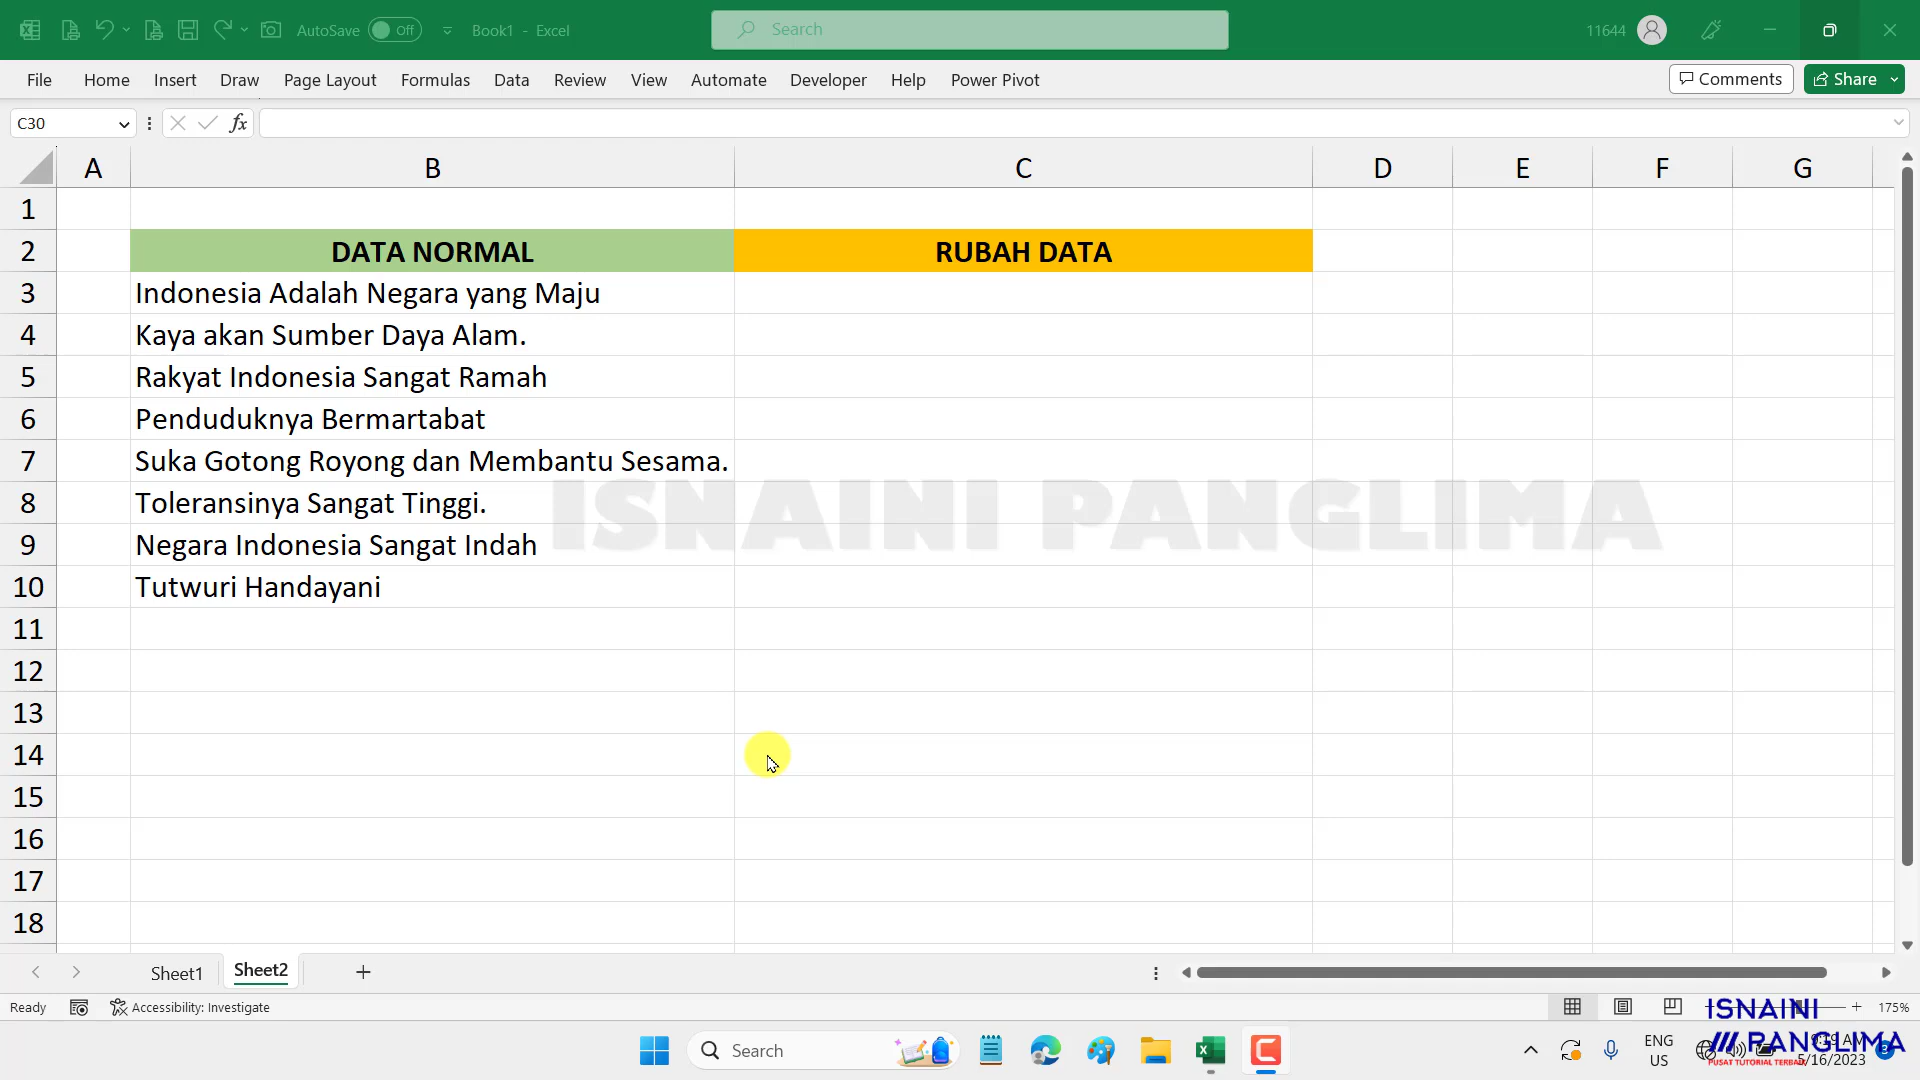 AutoSave Off Book1 - Excel Search 11644
File Home Insert Draw Page Layout Formulas Data Review View Automate Developer Help Power Pivot Comments Share
C30 fx
A B C D E F G
1
2 DATA NORMAL RUBAH DATA
3 Indonesia Adalah Negara yang Maju
4 Kaya akan Sumber Daya Alam.
5 Rakyat Indonesia Sangat Ramah
6 Penduduknya Bermartabat
7 Suka Gotong Royong dan Membantu Sesama.
8 Toleransinya Sangat Tinggi.
ISNAINI PANGLIMA
9 Negara Indonesia Sangat Indah
10 Tutwuri Handayani
11
12
13
14
15
16
17
18
Sheet1 Sheet2 +
Ready Accessibility: Investigate 175%
ISNAINI
PANGLIMA
PUSAT TUTORIAL TERBAIK
Search ENG
US
AM
5/16/2023